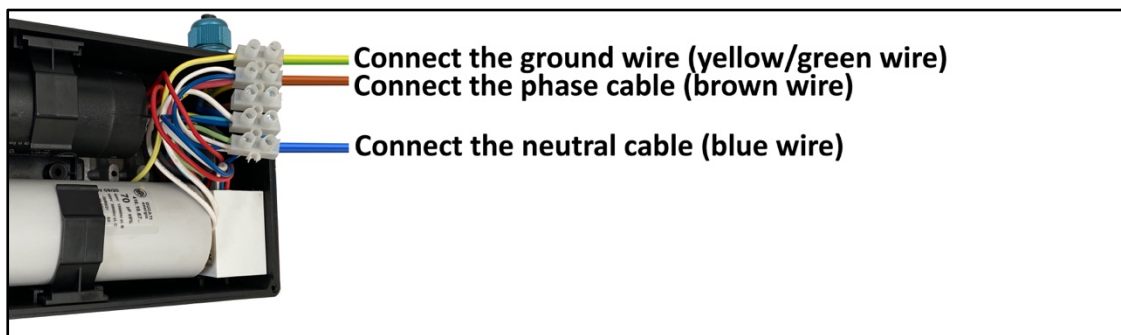 Connect the ground wire (yellow/green wire)
Connect the phase cable (brown wire)
Connect the neutral cable (blue wire)
70